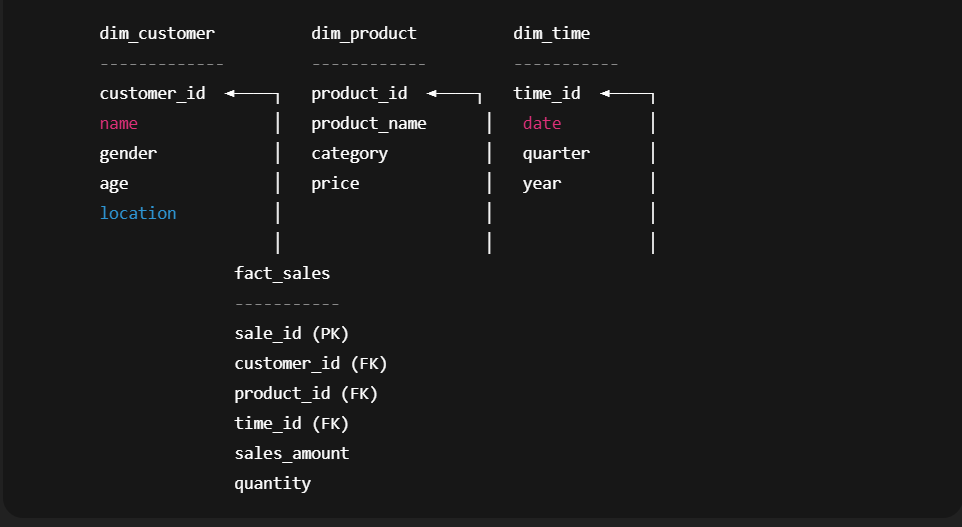 dim_customer dim_product dim_time
------------- ------------ -----------
customer_id ◄────┐ product_id ◄────┐ time_id ◄────┐
name │ product_name │ date │
gender │ category │ quarter │
age │ price │ year │
location │ │ │
│ │ │
fact_sales
-----------
sale_id (PK)
customer_id (FK)
product_id (FK)
time_id (FK)
sales_amount
quantity